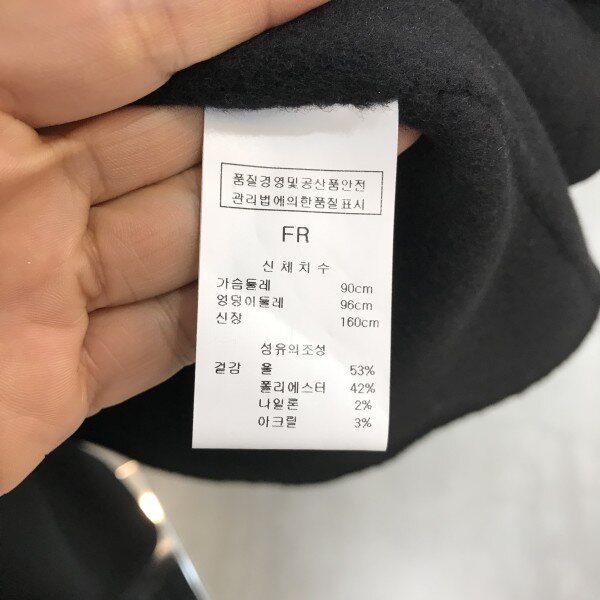 품질경영및공산품안전
관리법에의한품질표시
FR
신체치수
가슴둘레 90cm
엉덩이둘레 96cm
신장 160cm
섬유의조성
겉감 울 53%
폴리에스터 42%
나일론 2%
아크릴 3%